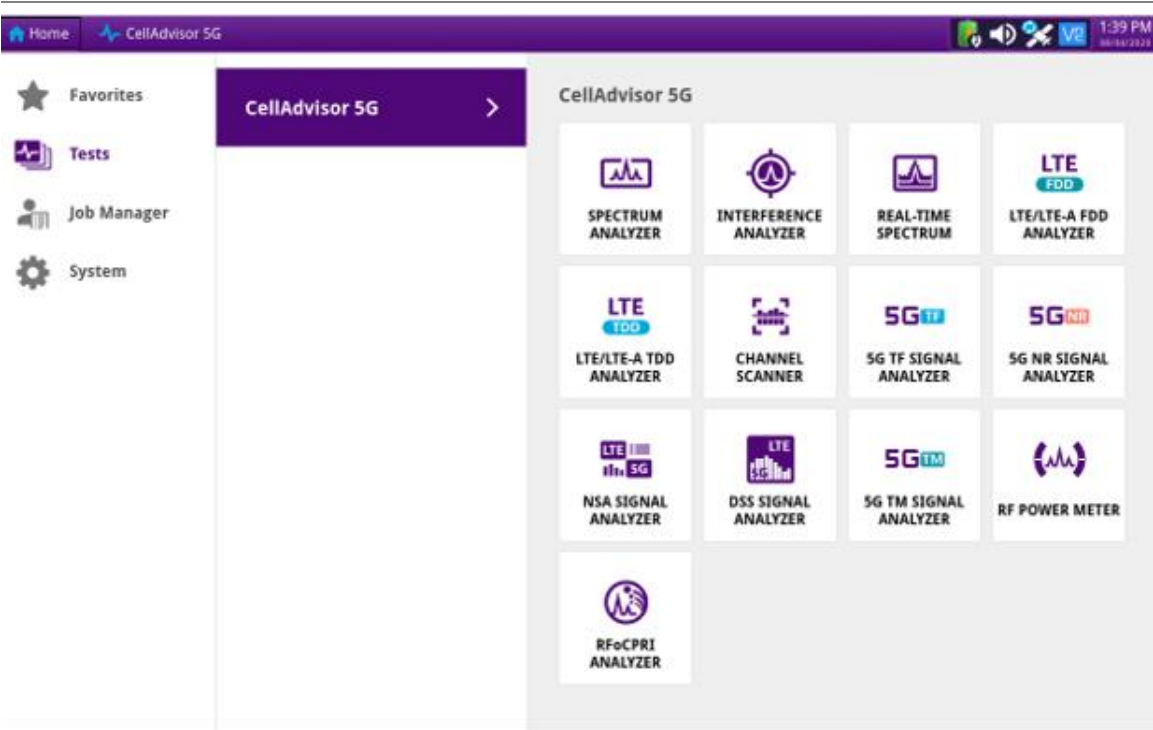 Home
CellAdvisor 5G
1:39 PM
Favorites
Tests
Job Manager
System
CellAdvisor 5G
CellAdvisor 5G
SPECTRUM
ANALYZER
INTERFERENCE
ANALYZER
REAL-TIME
SPECTRUM
LTE
FDD
LTE/LTE-A FDD
ANALYZER
LTE
TDD
LTE/LTE-A TDD
ANALYZER
CHANNEL
SCANNER
5G TF
5G TF SIGNAL
ANALYZER
5G NR
5G NR SIGNAL
ANALYZER
LTE
5G
NSA SIGNAL
ANALYZER
LTE
5G
DSS SIGNAL
ANALYZER
5G TM
5G TM SIGNAL
ANALYZER
RF POWER METER
RFoCPRI
ANALYZER